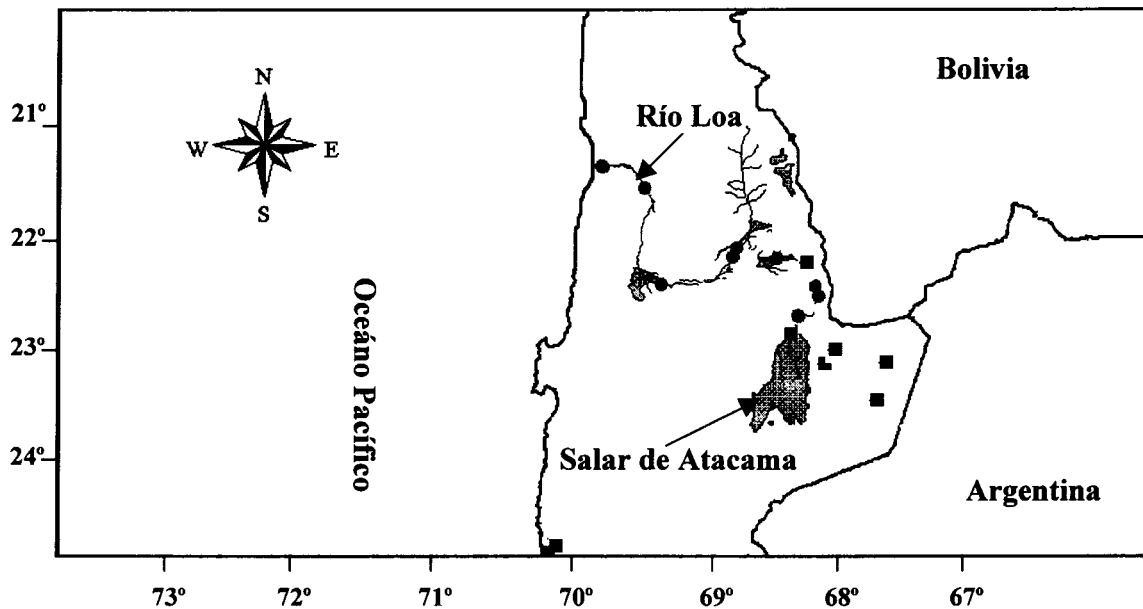 Bolivia
N
21º
Río Loa
W
E
S
22º
Oceáno Pacífico
23º
24º
Salar de Atacama
Argentina
73º 72º 71º 70º 69º 68º 67º